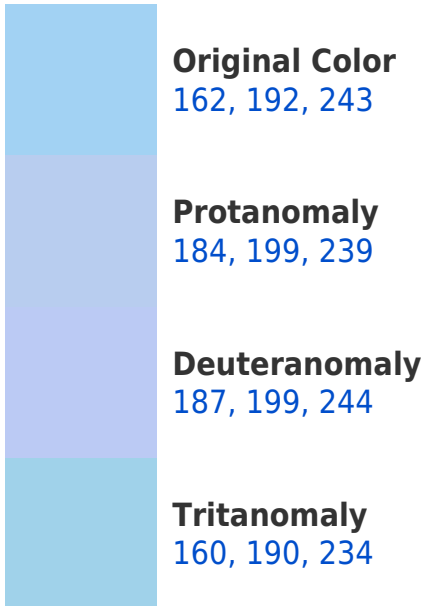 Original Color
162, 192, 243
Protanomaly
184, 199, 239
Deuteranomaly
187, 199, 244
Tritanomaly
160, 190, 234